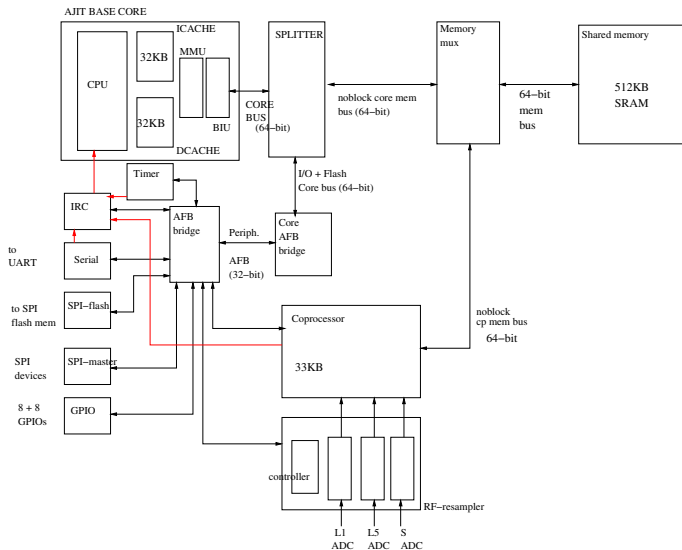 AJIT BASE CORE
ICACHE
SPLITTER
Memory
mux
Shared memory
32KB
MMU
CPU
512KB
SRAM
noblock core mem
bus (64-bit)
64-bit
mem
bus
CORE
BUS
(64-bit)
32KB
BIU
DCACHE
Timer
I/O + Flash
Core bus (64-bit)
IRC
AFB
bridge
Periph.
Core
AFB
bridge
to
UART
Serial
AFB
(32-bit)
to SPI
flash mem
SPI-flash
Coprocessor
noblock
cp mem bus
64-bit
SPI
devices
SPI-master
33KB
8 + 8
GPIOs
GPIO
controller
RF-resampler
L1
ADC
L5
ADC
S
ADC